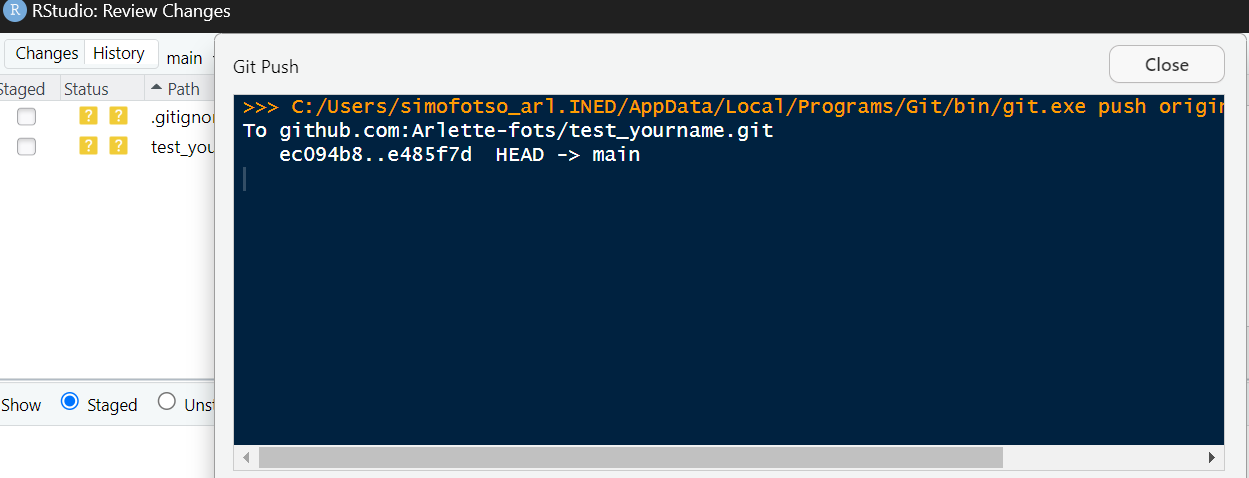 R RStudio: Review Changes
Changes History main
Git Push
Close
Staged Status Path
>>> C:/Users/simofotso_arl.INED/AppData/Local/Programs/Git/bin/git.exe push origin
To github.com:Arlette-fots/test_yourname.git
ec094b8..e485f7d HEAD -> main
? ? .gitignor
? ? test_you
Show Staged Unst